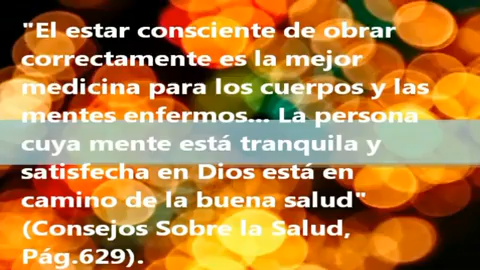 "El estar consciente de obrar
correctamente es la mejor
medicina para los cuerpos y las
mentes enfermos... La persona
cuya mente está tranquila y
satisfecha en Dios está en
camino de la buena salud"
(Consejos Sobre la Salud,
Pág.629).